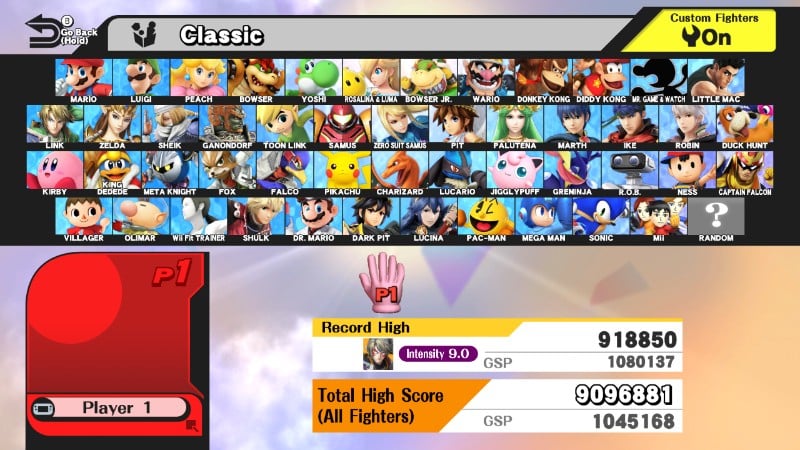 B
Go Back
(Hold)
Classic
Custom Fighters
On
MARIO LUIGI PEACH BOWSER YOSHI ROSALINA & LUMA BOWSER JR. WARIO DONKEY KONG DIDDY KONG MR. GAME & WATCH LITTLE MAC
LINK ZELDA SHEIK GANONDORF TOON LINK SAMUS ZERO SUIT SAMUS PIT PALUTENA MARTH IKE ROBIN DUCK HUNT
KIRBY KING DEDEDE META KNIGHT FOX FALCO PIKACHU CHARIZARD LUCARIO JIGGLYPUFF GRENINJA R.O.B. NESS CAPTAIN FALCON
VILLAGER OLIMAR Wii Fit TRAINER SHULK DR. MARIO DARK PIT LUCINA PAC-MAN MEGA MAN SONIC Mii ? RANDOM
P1
P1
Record High
918850
Intensity 9.0
GSP 1080137
Total High Score
(All Fighters)
9096881
GSP 1045168
Player 1